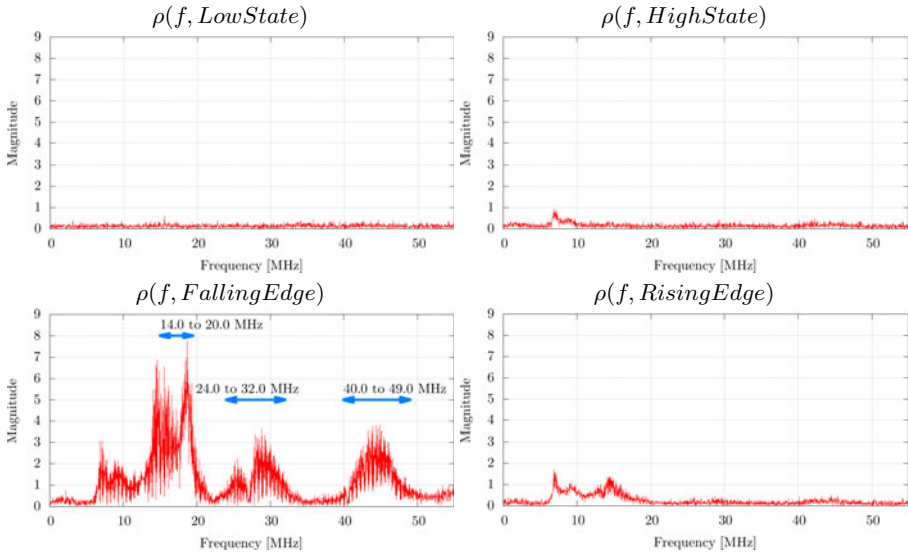 ρ(f, LowState)
9
8
7
6
5
4
3
2
1
0
Magnitude
0 10 20 30 40 50
Frequency [MHz]
ρ(f, HighState)
9
8
7
6
5
4
3
2
1
0
Magnitude
0 10 20 30 40 50
Frequency [MHz]
ρ(f, FallingEdge)
9
8
7
6
5
4
3
2
1
0
Magnitude
14.0 to 20.0 MHz
24.0 to 32.0 MHz
40.0 to 49.0 MHz
0 10 20 30 40 50
Frequency [MHz]
ρ(f, RisingEdge)
9
8
7
6
5
4
3
2
1
0
Magnitude
0 10 20 30 40 50
Frequency [MHz]